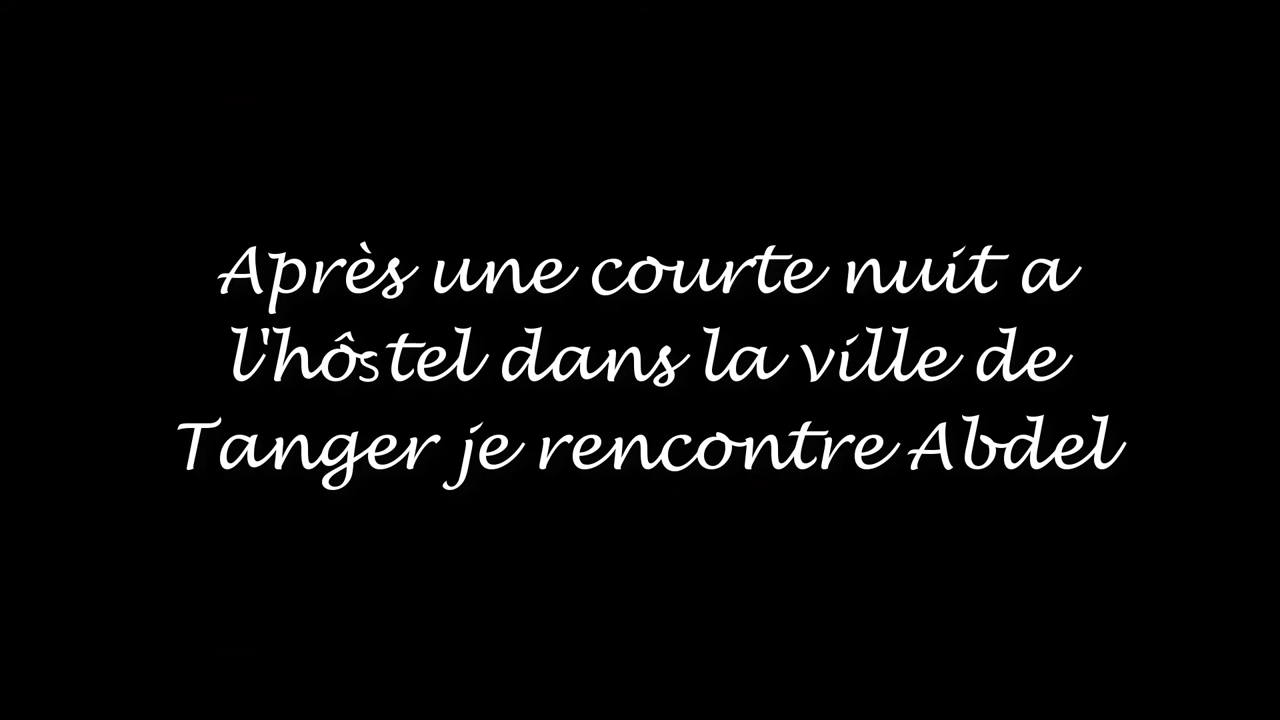 Après une courte nuit a
l'hôstel dans la ville de
Tanger je rencontre Abdel